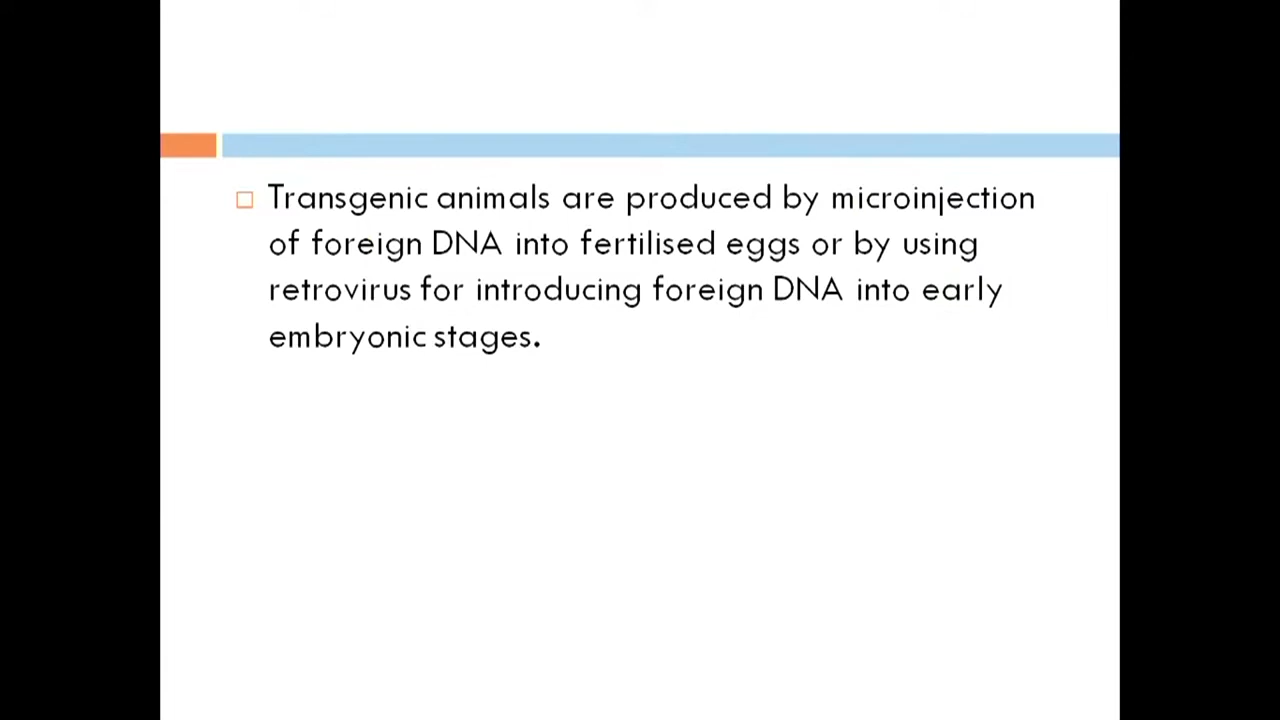 Transgenic animals are produced by microinjection
of foreign DNA into fertilised eggs or by using
retrovirus for introducing foreign DNA into early
embryonic stages.